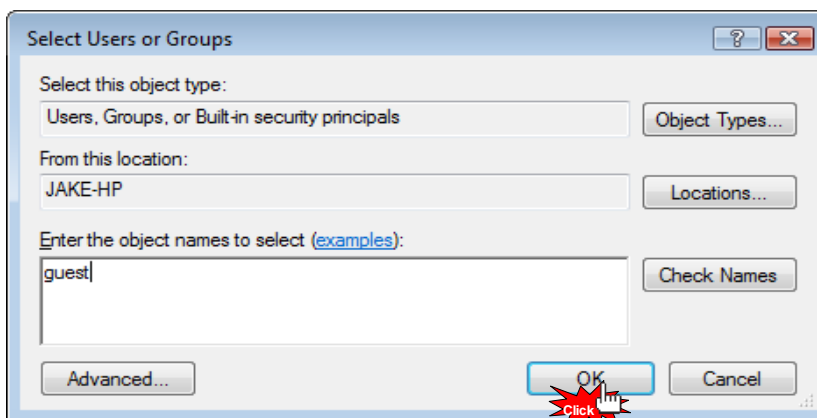 Select Users or Groups
Select this object type:
Users, Groups, or Built-in security principals
Object Types...
From this location:
JAKE-HP
Locations...
Enter the object names to select (examples):
guest
Check Names
Advanced...
OK
Cancel
Click